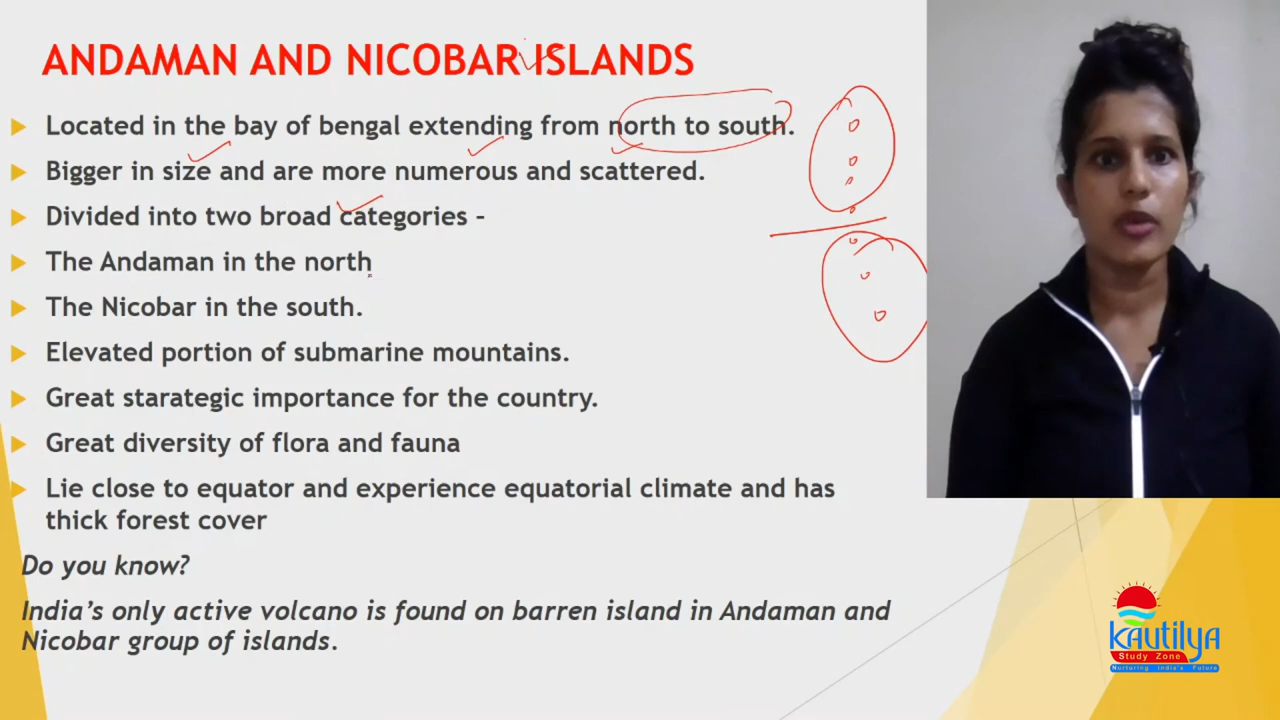 ANDAMAN AND NICOBAR ISLANDS
Located in the bay of bengal extending from north to south.
Bigger in size and are more numerous and scattered.
Divided into two broad categories –
The Andaman in the north
The Nicobar in the south.
Elevated portion of submarine mountains.
Great starategic importance for the country.
Great diversity of flora and fauna
Lie close to equator and experience equatorial climate and has
thick forest cover
Do you know?
India's only active volcano is found on barren island in Andaman and
Nicobar group of islands.
Kautilya
Study Zone
Nurturing India's Future